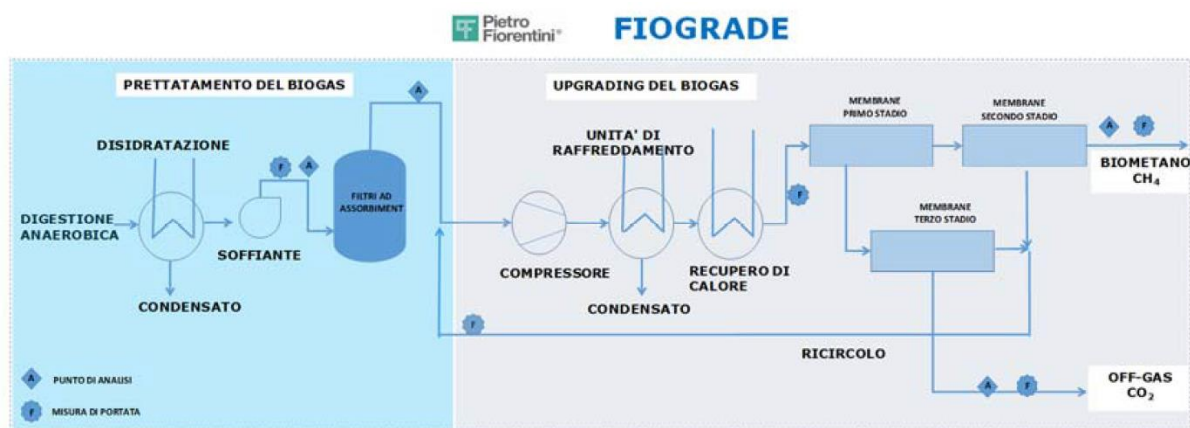 Pietro
Fiorentini®
FIOGRADE
PRETTATAMENTO DEL BIOGAS
UPGRADING DEL BIOGAS
A
MEMBRANE
PRIMO STADIO
MEMBRANE
SECONDO STADIO
A
F
DISIDRATAZIONE
UNITA' DI
RAFFREDDAMENTO
F
A
BIOMETANO
CH4
FILTRI AD
ASSORBIMENT
F
MEMBRANE
TERZO STADIO
DIGESTIONE
ANAEROBICA
SOFFIANTE
COMPRESSORE
RECUPERO DI
CALORE
CONDENSATO
CONDENSATO
F
RICIRCOLO
A
PUNTO DI ANALISI
F
MISURA DI PORTATA
A
F
OFF-GAS
CO2